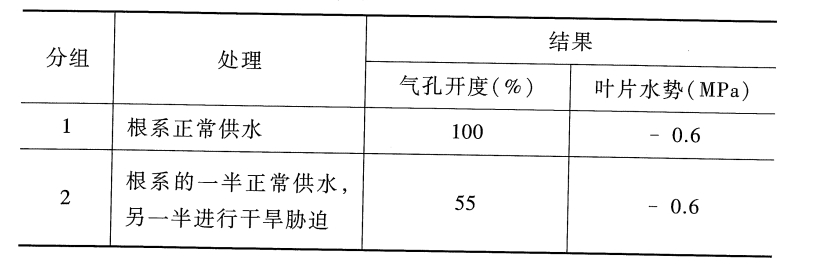 分组
处理
结果
气孔开度(%)
叶片水势(MPa)
1
根系正常供水
100
- 0.6
2
根系的一半正常供水,
另一半进行干旱胁迫
55
- 0.6